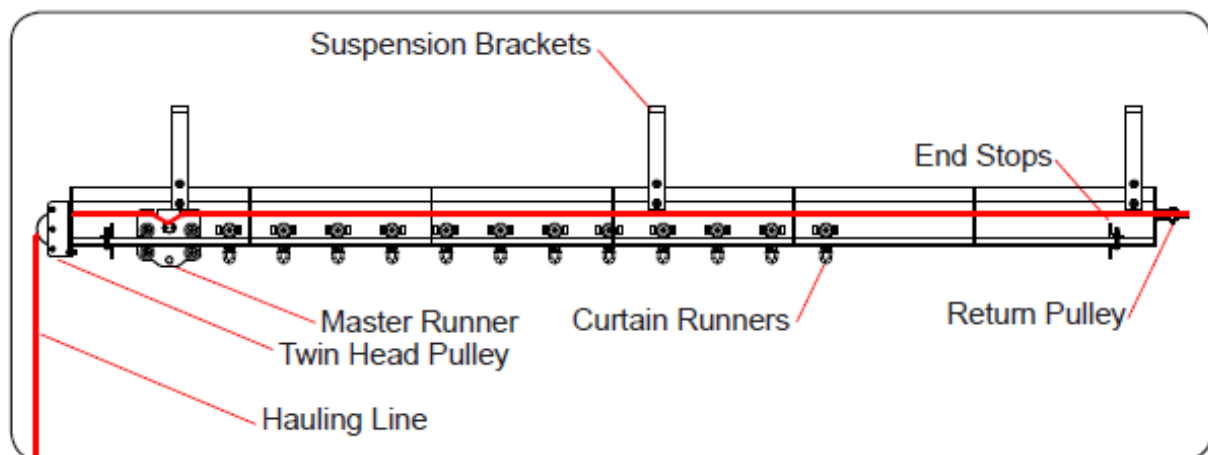 Suspension Brackets
End Stops
Master Runner
Curtain Runners
Return Pulley
Twin Head Pulley
Hauling Line